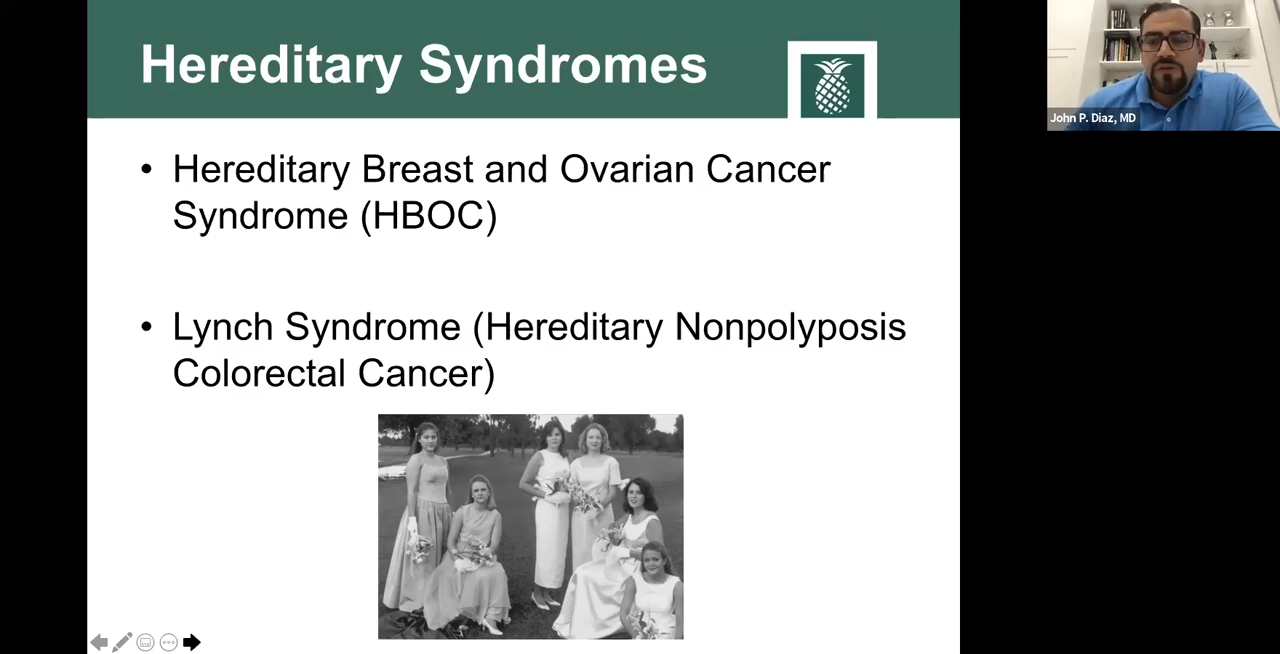 Hereditary Syndromes
• Hereditary Breast and Ovarian Cancer
Syndrome (HBOC)
• Lynch Syndrome (Hereditary Nonpolyposis
Colorectal Cancer)
John P. Diaz, MD